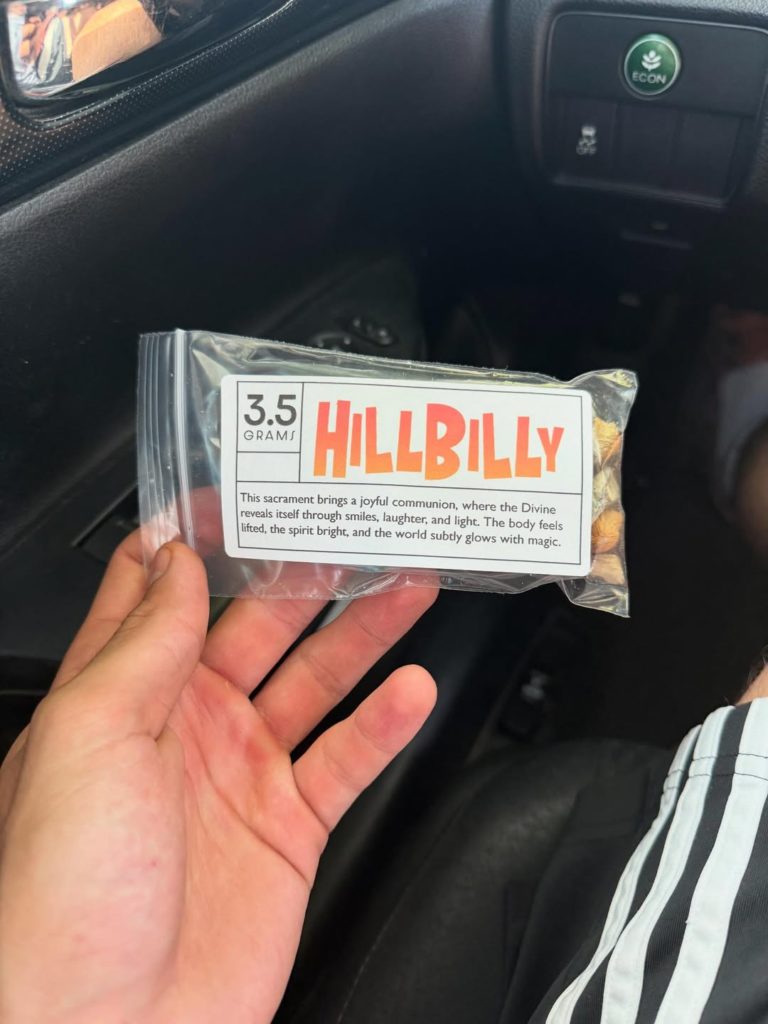 ECON
OFF
3.5
GRAMS
HILLBILLY
This sacrament brings a joyful communion, where the Divine
reveals itself through smiles, laughter, and light. The body feels
lifted, the spirit bright, and the world subtly glows with magic.